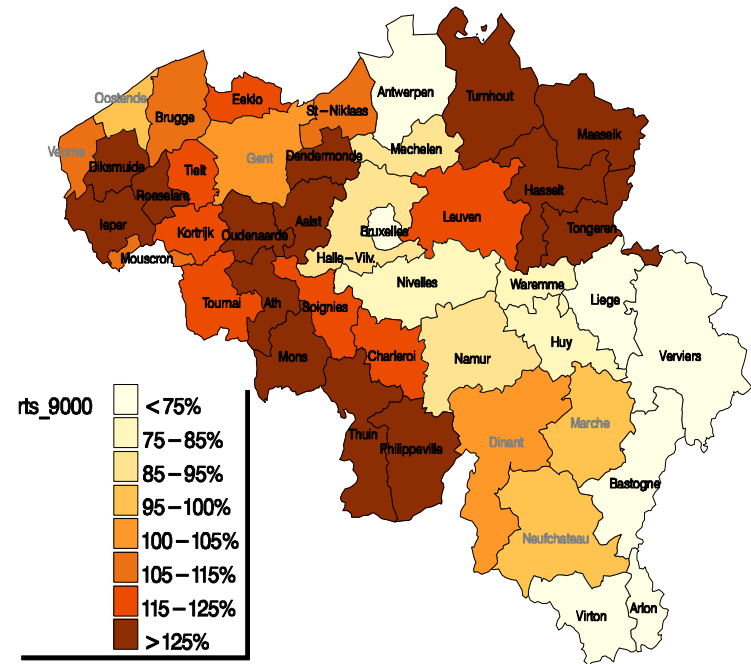 Antwerpen
Turnhout
Oostende
Eeklo
St–Niklaas
Brugge
Maaseik
Mechelen
Veurne
Gent
Dendermonde
Diksmuide
Tielt
Hasselt
Roeselare
Leuven
Ieper
Aalst
Kortrijk
Oudenaarde
Bruxelles
Tongeren
Mouscron
Halle–Vilv.
Nivelles
Waremme
Tournai
Ath
Soignies
Liege
Huy
Mons
Charleroi
Namur
Verviers
rts_9000
<75%
75–85%
85–95%
95–100%
100–105%
105–115%
115–125%
>125%
Marche
Thuin
Philippeville
Dinant
Bastogne
Neufchateau
Virton
Arlon